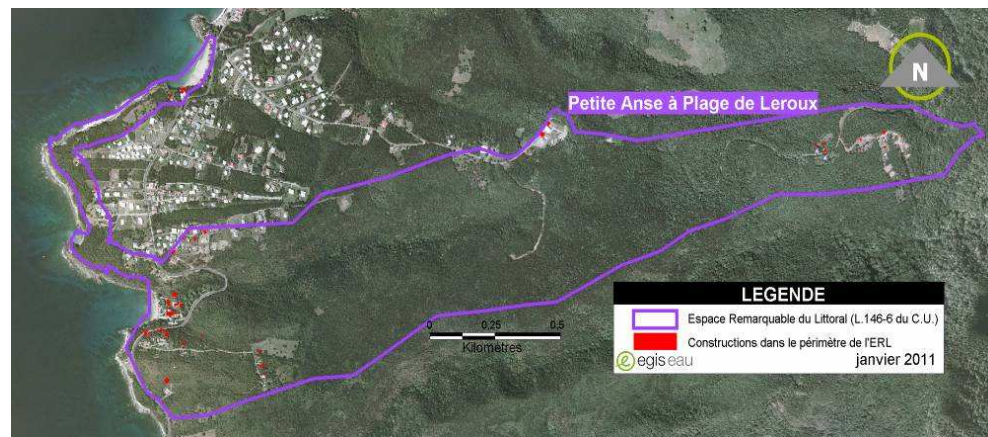 N
Petite Anse à Plage de Leroux
LEGENDE
Espace Remarquable du Littoral (L.146-6 du C.U.)
Constructions dans le périmètre de l'ERL
egis eau janvier 2011
0 0,25 0,5
Kilomètres